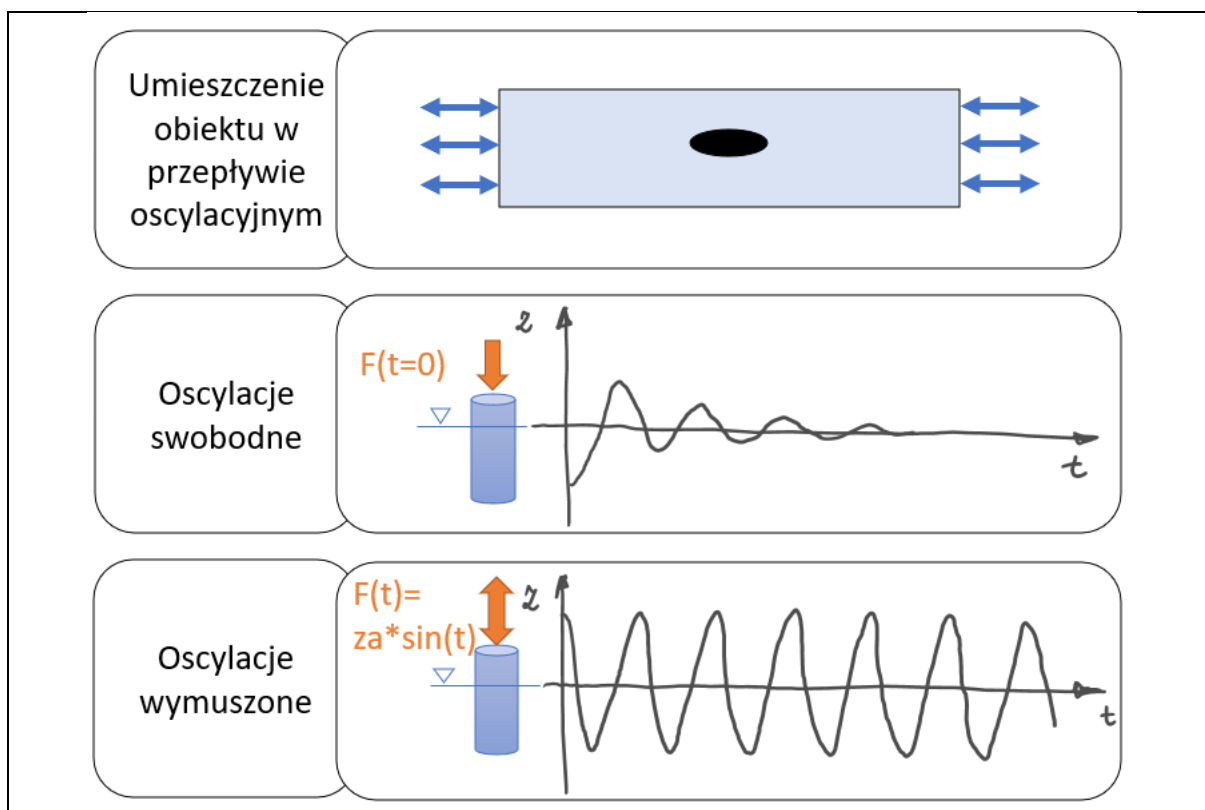 Umieszczenie
obiektu w
przepływie
oscylacyjnym
Oscylacje
swobodne
F(t=0)
z
t
Oscylacje
wymuszone
F(t)=
za*sin(t)
z
t